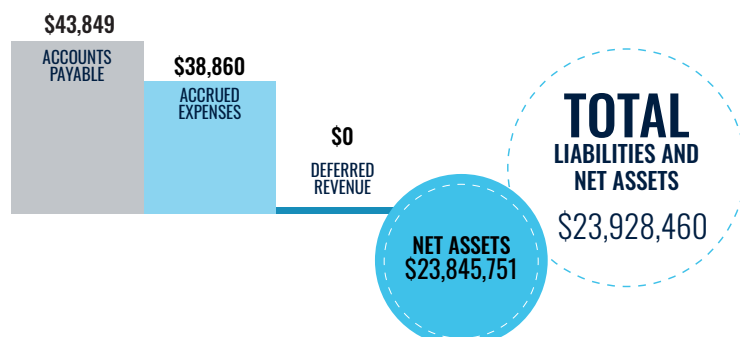 $43,849
ACCOUNTS
PAYABLE
$38,860
ACCRUED
EXPENSES
$0
DEFERRED
REVENUE
NET ASSETS
$23,845,751
TOTAL
LIABILITIES AND
NET ASSETS
$23,928,460